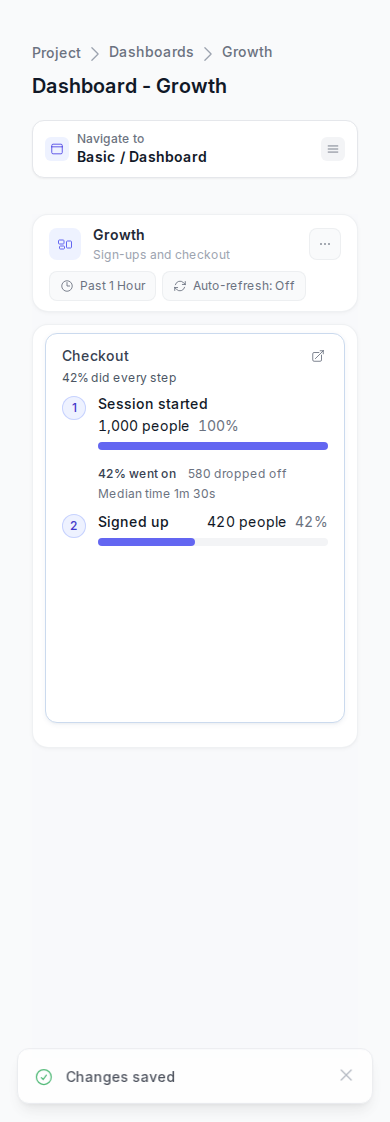 Project > Dashboards > Growth
Dashboard - Growth
Navigate to
Basic / Dashboard
Growth
Sign-ups and checkout
Past 1 Hour
Auto-refresh: Off
Checkout
42% did every step
1 Session started
1,000 people 100%
42% went on 580 dropped off
Median time 1m 30s
2 Signed up 420 people 42%
Changes saved